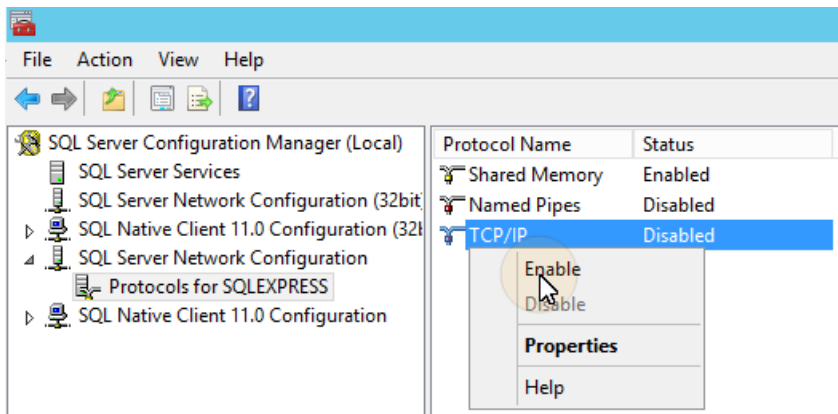 File Action View Help
SQL Server Configuration Manager (Local)
SQL Server Services
SQL Server Network Configuration (32bit
SQL Native Client 11.0 Configuration (32b
SQL Server Network Configuration
Protocols for SQLEXPRESS
SQL Native Client 11.0 Configuration
Protocol Name Status
Shared Memory Enabled
Named Pipes Disabled
TCP/IP Disabled
Enable
Disable
Properties
Help